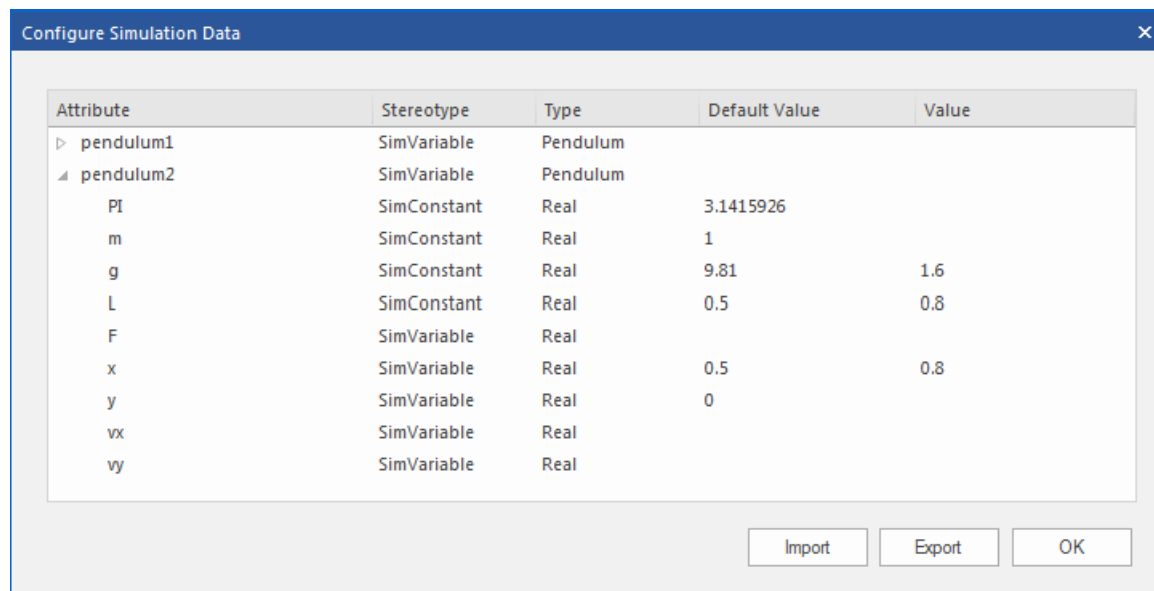 Configure Simulation Data
Attribute Stereotype Type Default Value Value
pendulum1 SimVariable Pendulum
pendulum2 SimVariable Pendulum
PI SimConstant Real 3.1415926
m SimConstant Real 1
g SimConstant Real 9.81 1.6
L SimConstant Real 0.5 0.8
F SimVariable Real
x SimVariable Real 0.5 0.8
y SimVariable Real 0
vx SimVariable Real
vy SimVariable Real
Import Export OK